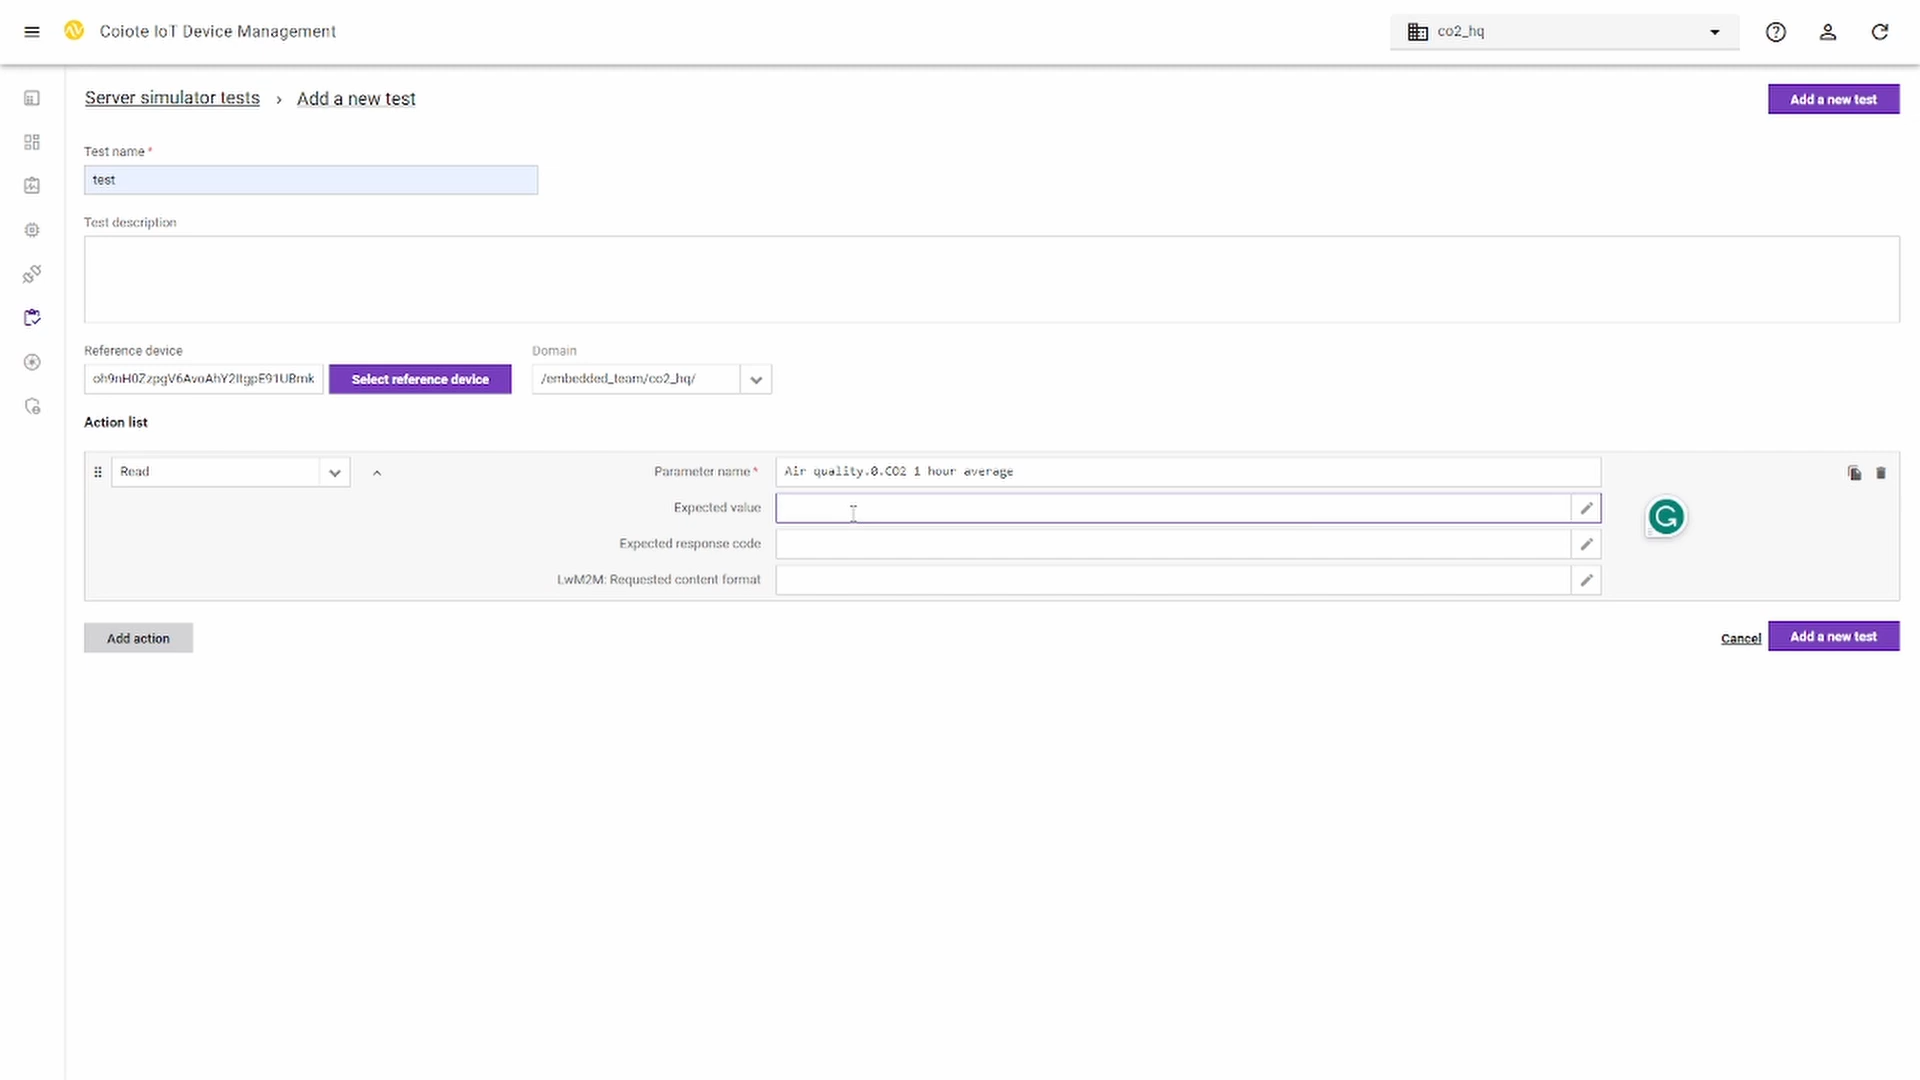 Coiote IoT Device Management
co2_hq
Server simulator tests › Add a new test
Add a new test
Test name *
test
Test description
Reference device
Domain
oh9nH0ZzpgV6AvoAhY2ItgpE91UBmk
Select reference device
/embedded_team/co2_hq/
Action list
Read
Parameter name *
Air quality.0.CO2 1 hour average
Expected value
Expected response code
LwM2M: Requested content format
Add action
Cancel
Add a new test